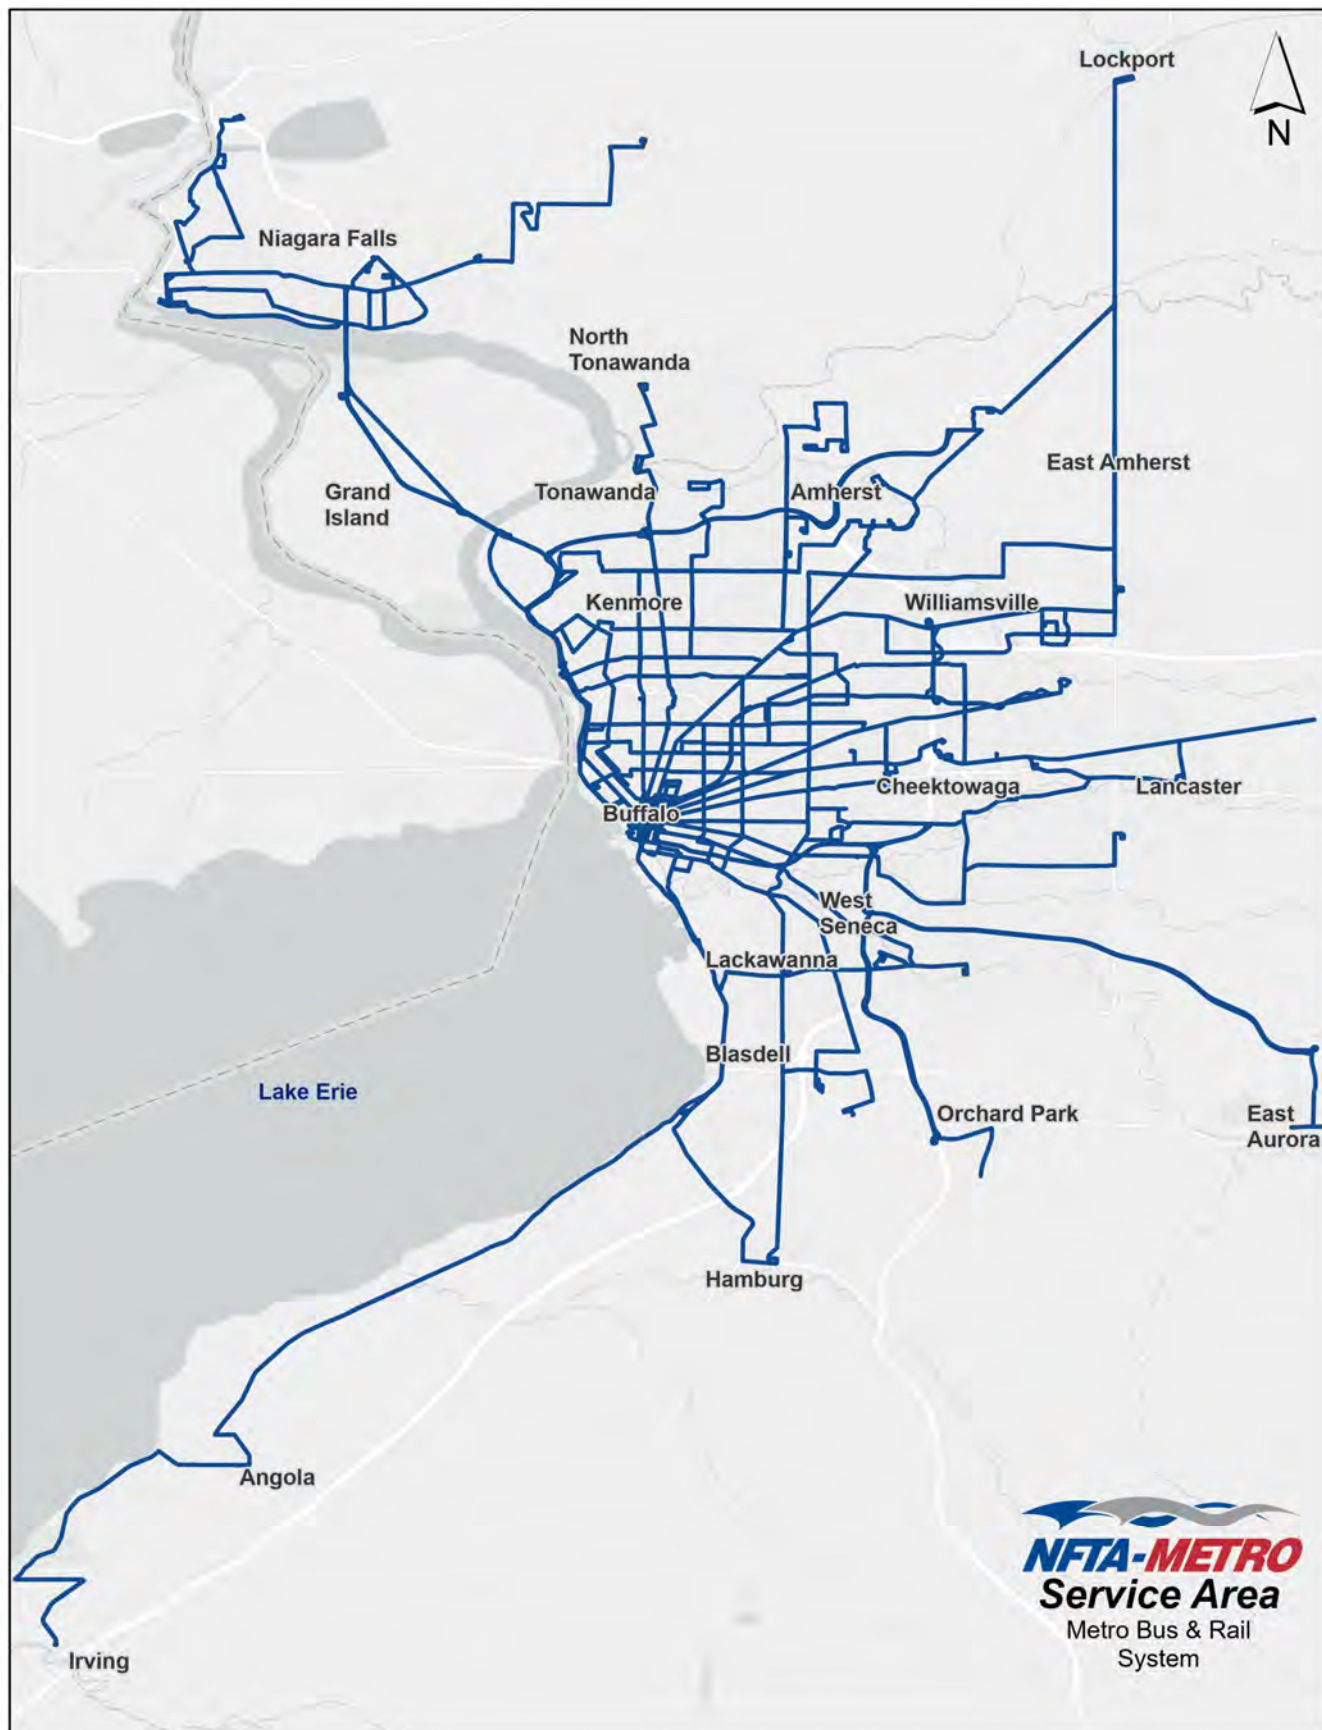 Lockport
N
Niagara Falls
North
Tonawanda
East Amherst
Grand
Island
Tonawanda
Amherst
Kenmore
Williamsville
Buffalo
Cheektowaga
Lancaster
West
Seneca
Lackawanna
Blasdell
Lake Erie
Orchard Park
East
Aurora
Hamburg
Angola
NFTA-METRO
Service Area
Metro Bus & Rail
System
Irving